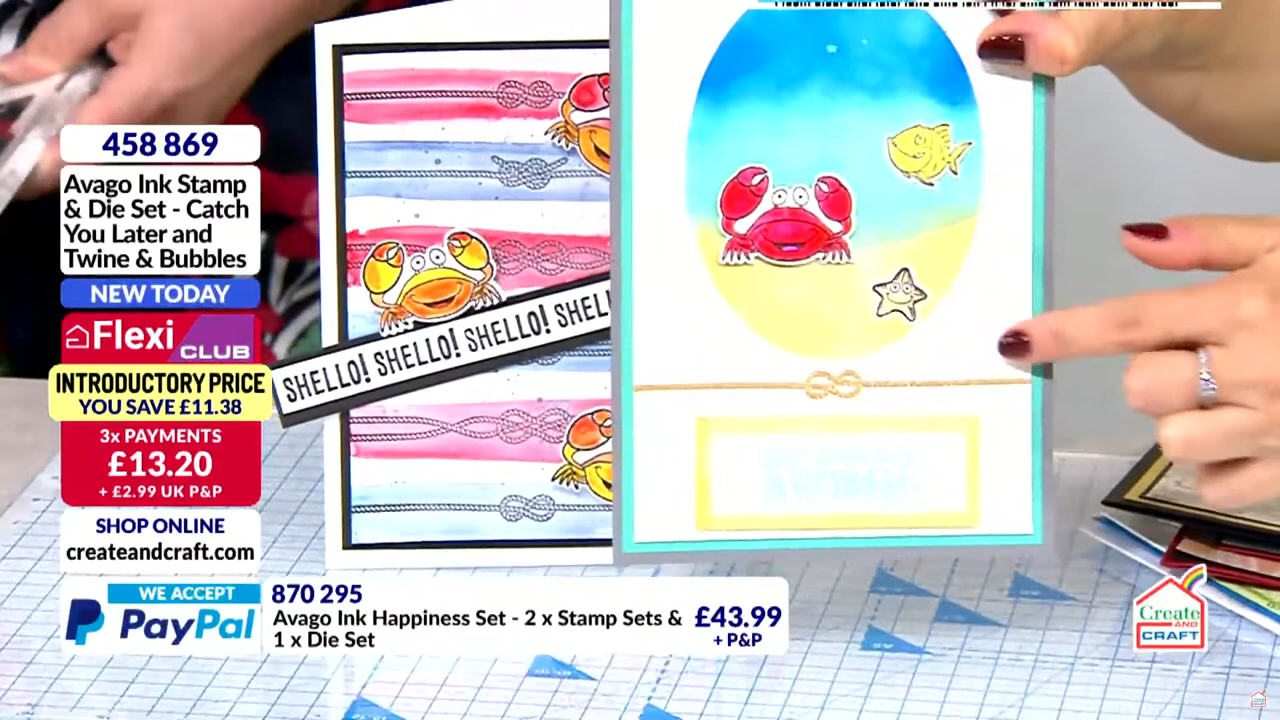 458 869
Avago Ink Stamp
& Die Set - Catch
You Later and
Twine & Bubbles
NEW TODAY
Flexi
CLUB
INTRODUCTORY PRICE
YOU SAVE £11.38
3x PAYMENTS
£13.20
+ £2.99 UK P&P
SHOP ONLINE
createandcraft.com
WE ACCEPT
PayPal
870 295
Avago Ink Happiness Set - 2 x Stamp Sets &
1 x Die Set
£43.99
+ P&P
SHELLO! SHELLO! SHELLO! SHELL
Create
AND
CRAFT